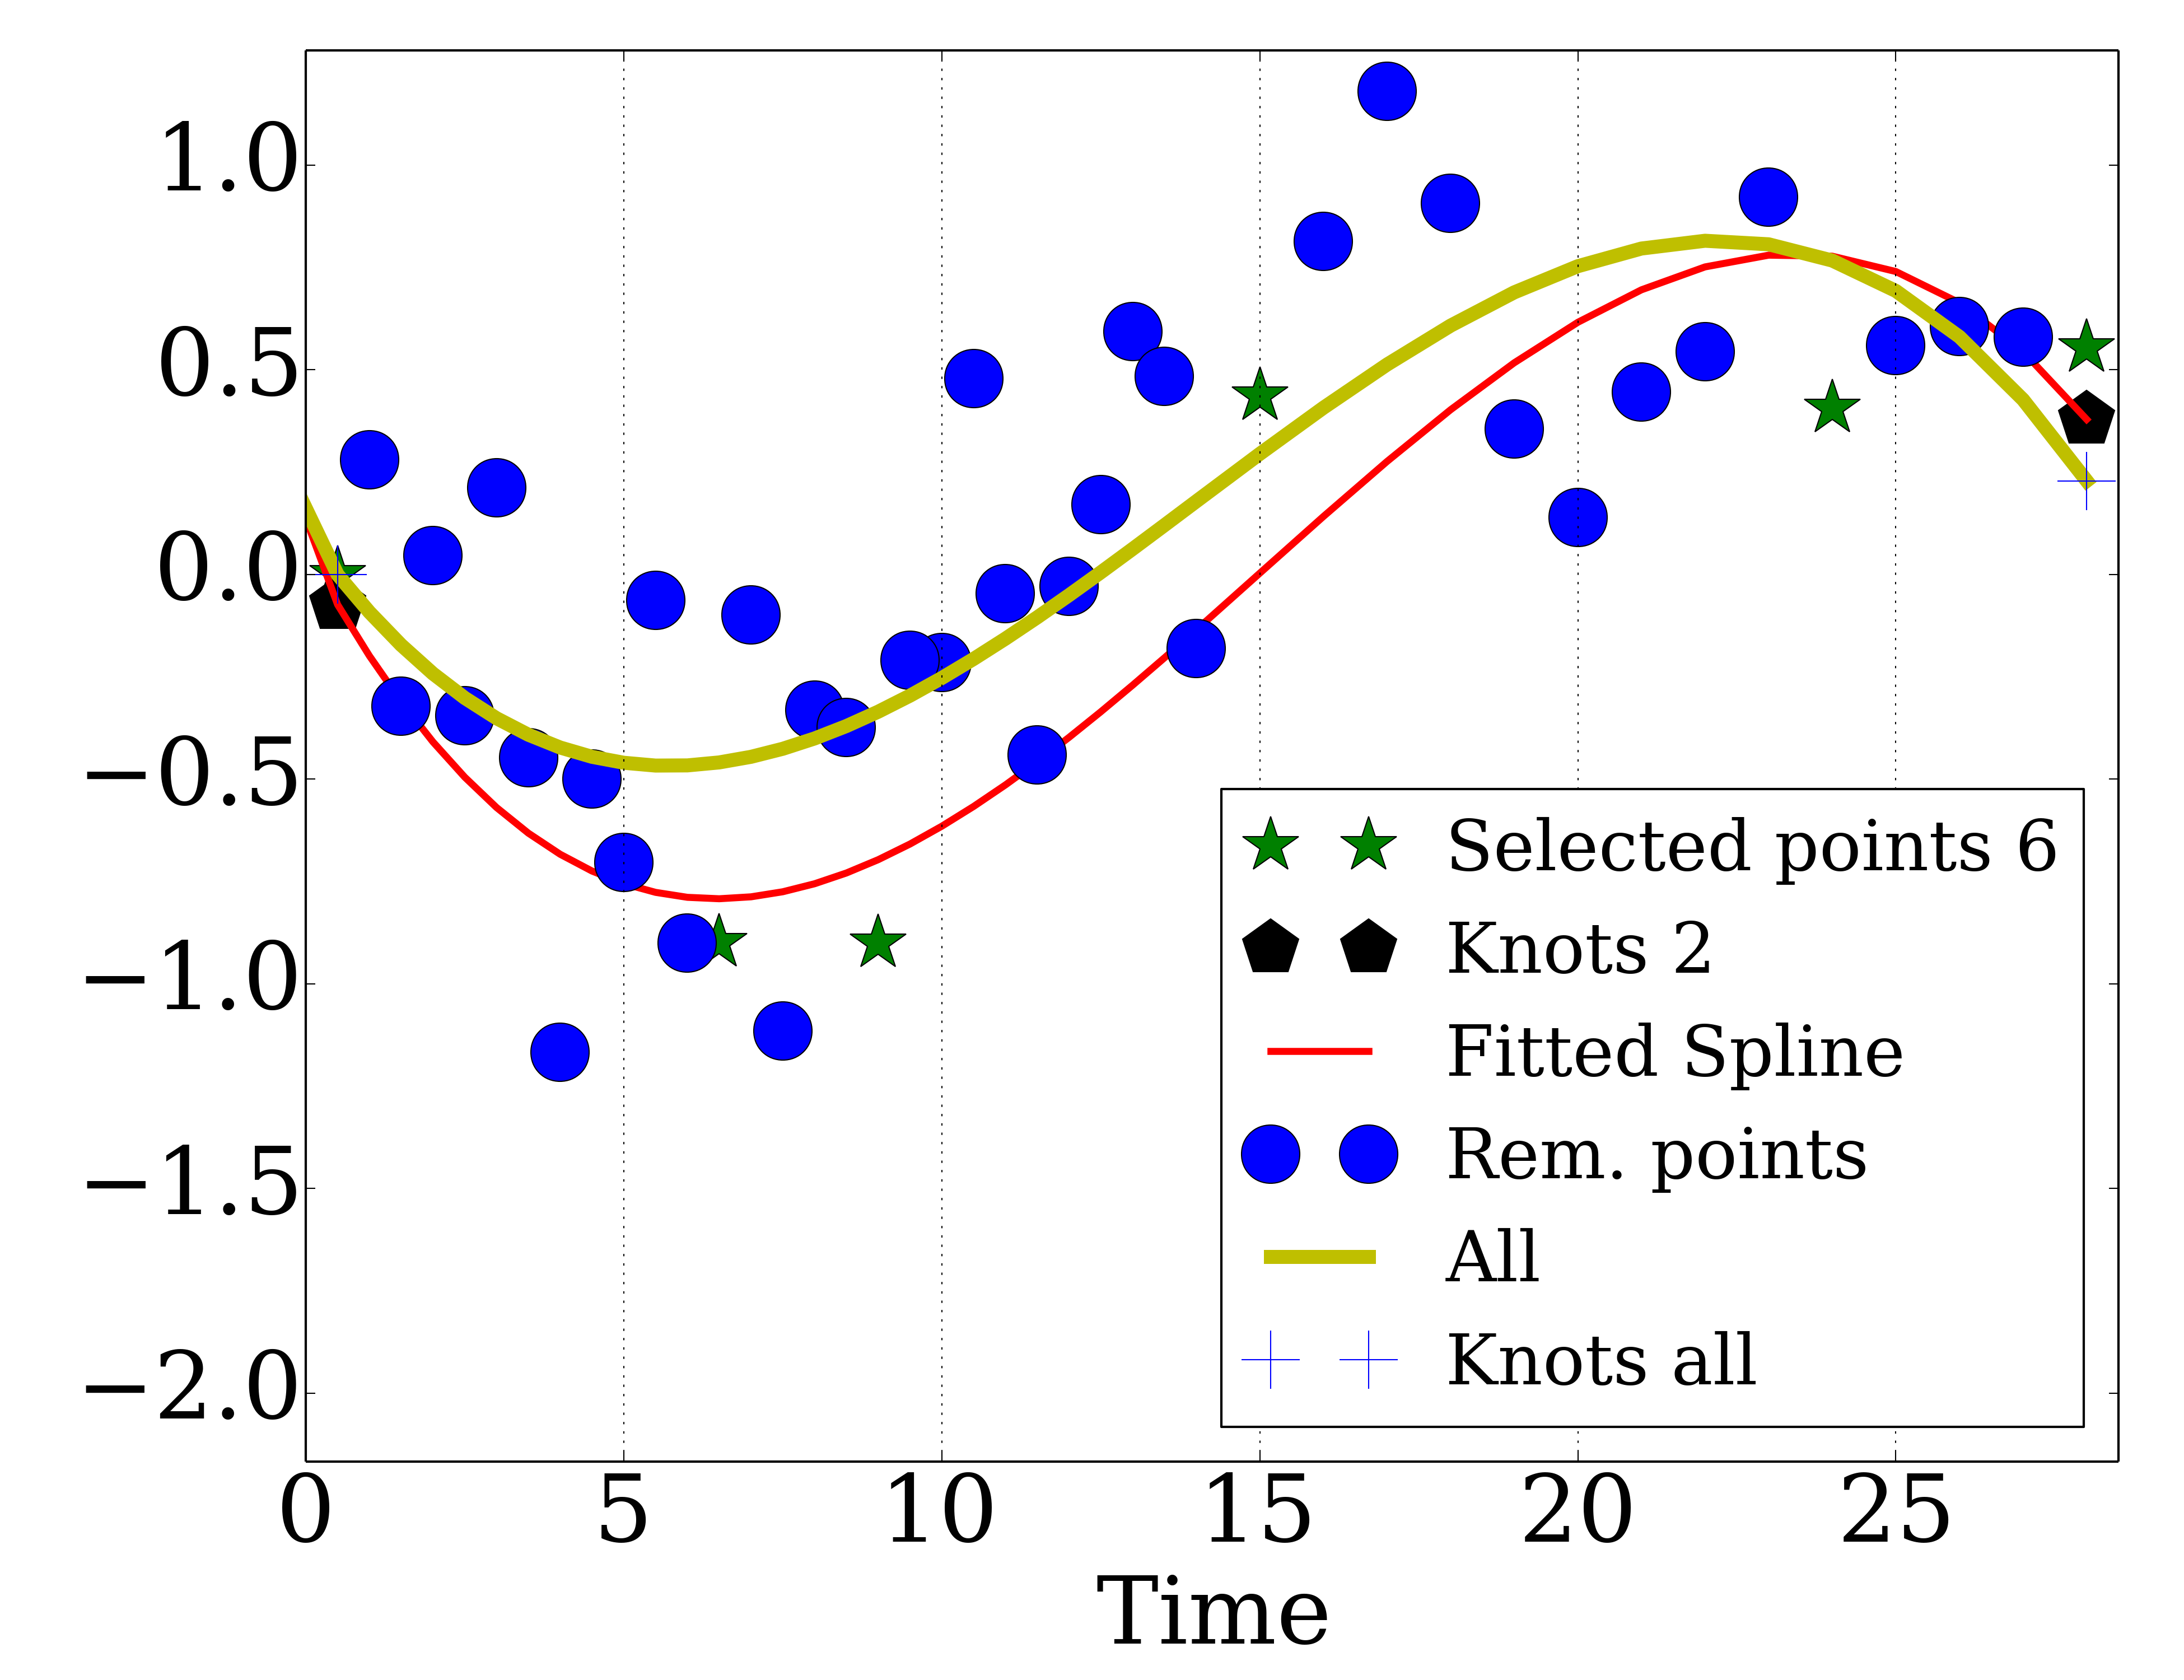 1.0
0.5
0.0
−0.5
−1.0
−1.5
−2.0
Selected points 6
Knots 2
Fitted Spline
Rem. points
All
Knots all
0 5 10 15 20 25
Time